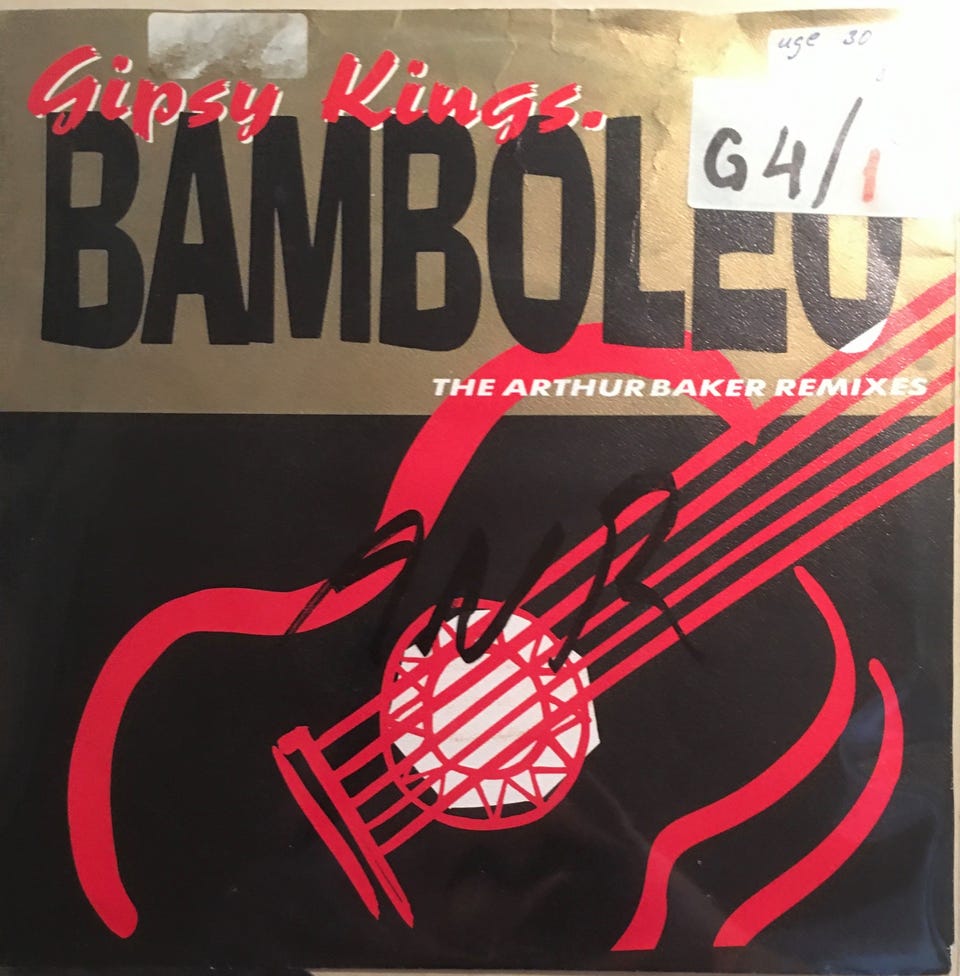 uge 30
Gipsy Kings.
G4/1
BAMBOLEO
THE ARTHUR BAKER REMIXES